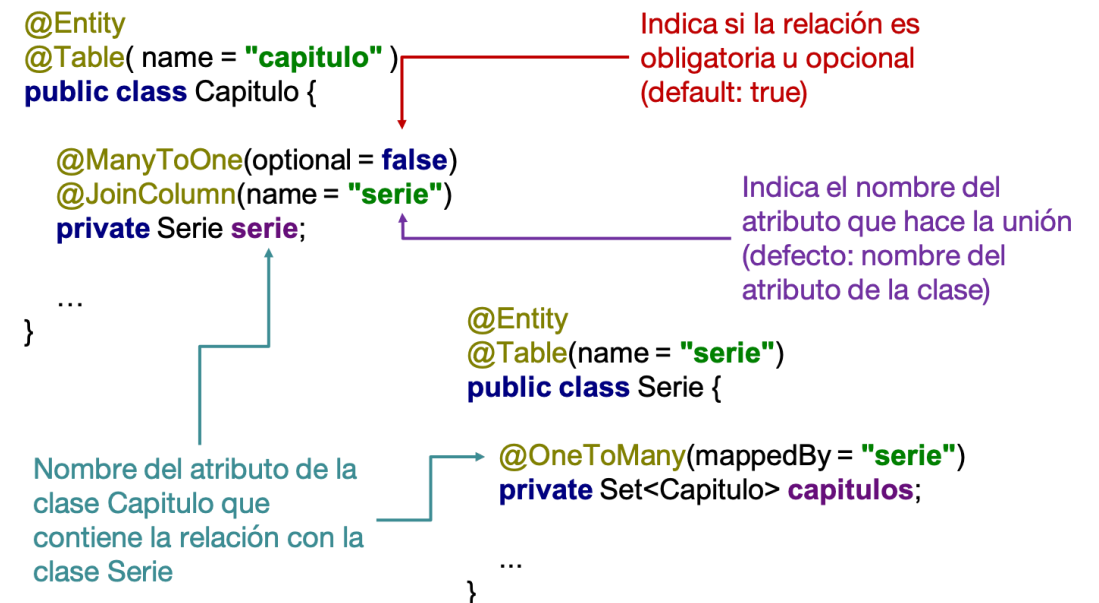 @Entity
@Table( name = "capitulo" )
public class Capitulo {
@ManyToOne(optional = false)
@JoinColumn(name = "serie")
private Serie serie;
...
}
Indica si la relación es
obligatoria u opcional
(default: true)
Indica el nombre del
atributo que hace la unión
(defecto: nombre del
atributo de la clase)
@Entity
@Table(name = "serie")
public class Serie {
@OneToMany(mappedBy = "serie")
private Set<Capitulo> capitulos;
...
}
Nombre del atributo de la
clase Capitulo que
contiene la relación con la
clase Serie